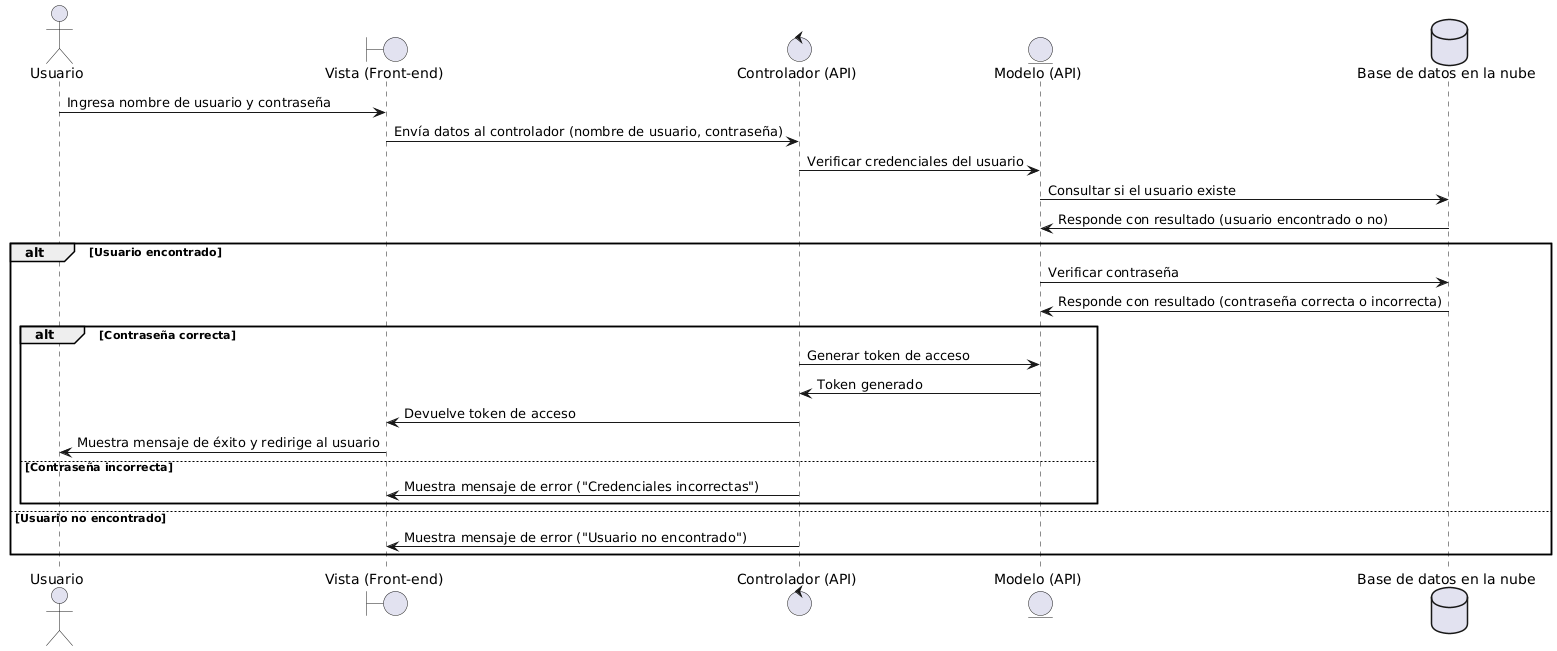 Usuario
Vista (Front-end)
Controlador (API)
Modelo (API)
Base de datos en la nube
Ingresa nombre de usuario y contraseña
Envía datos al controlador (nombre de usuario, contraseña)
Verificar credenciales del usuario
Consultar si el usuario existe
Responde con resultado (usuario encontrado o no)
alt [Usuario encontrado]
Verificar contraseña
Responde con resultado (contraseña correcta o incorrecta)
alt [Contraseña correcta]
Generar token de acceso
Token generado
Devuelve token de acceso
Muestra mensaje de éxito y redirige al usuario
[Contraseña incorrecta]
Muestra mensaje de error ("Credenciales incorrectas")
[Usuario no encontrado]
Muestra mensaje de error ("Usuario no encontrado")
Usuario
Vista (Front-end)
Controlador (API)
Modelo (API)
Base de datos en la nube